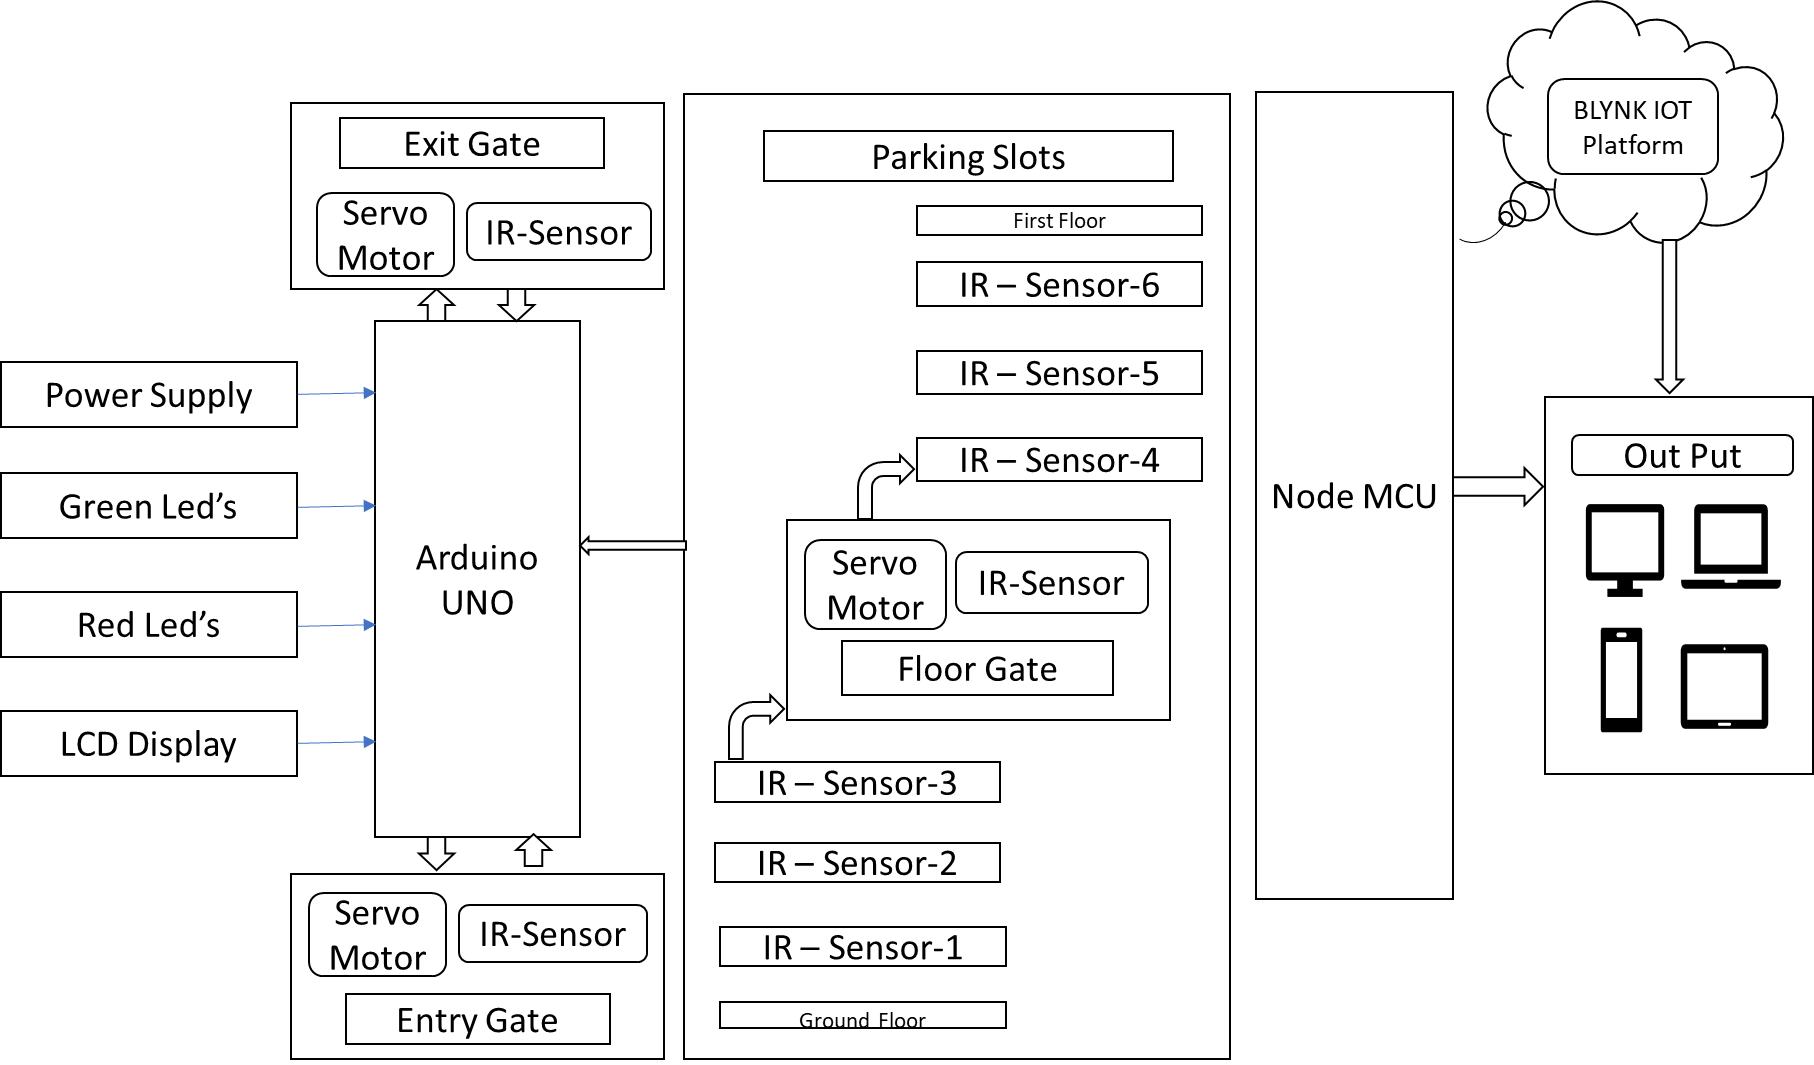 Exit Gate
Servo
Motor
IR-Sensor
Power Supply
Green Led’s
Red Led’s
LCD Display
Arduino
UNO
Servo
Motor
IR-Sensor
Entry Gate
Parking Slots
First Floor
IR – Sensor-6
IR – Sensor-5
IR – Sensor-4
Servo
Motor
IR-Sensor
Floor Gate
IR – Sensor-3
IR – Sensor-2
IR – Sensor-1
Ground Floor
Node MCU
BLYNK IOT
Platform
Out Put